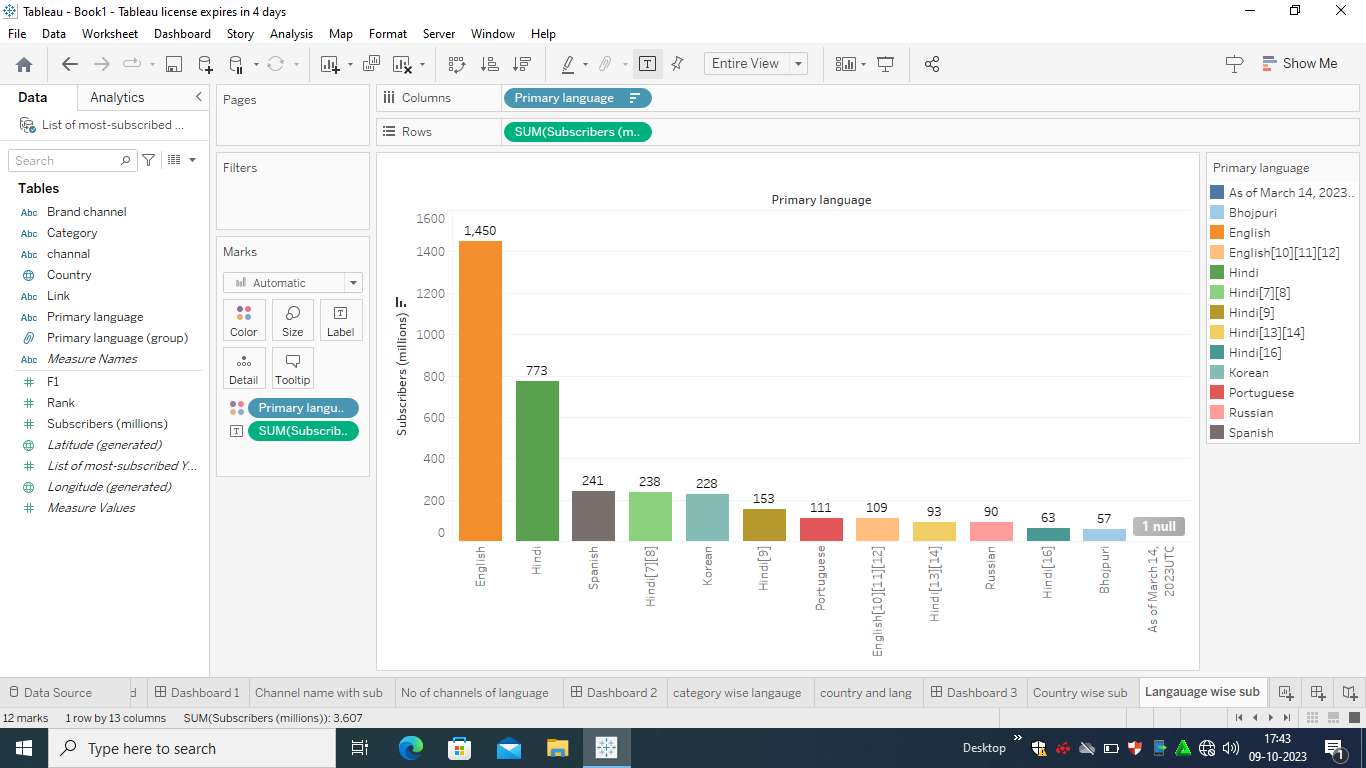 Tableau - Book1 - Tableau license expires in 4 days
File Data Worksheet Dashboard Story Analysis Map Format Server Window Help
Entire View
Show Me
Data Analytics
List of most-subscribed ...
Search
Tables
Brand channel
Category
channal
Country
Link
Primary language
Primary language (group)
Measure Names
F1
Rank
Subscribers (millions)
Latitude (generated)
List of most-subscribed Y...
Longitude (generated)
Measure Values
Abc
Abc
Abc
Abc
Abc
Abc
Pages
Filters
Marks
Automatic
Color Size Label
Detail Tooltip
Primary langu..
SUM(Subscrib..
Columns Primary language
Rows SUM(Subscribers (m..
Primary language
Subscribers (millions)
1600
1400
1200
1000
800
600
400
200
0
1,450
773
241
238
228
153
111
109
93
90
63
57
1 null
English
Hindi
Spanish
Hindi[7][8]
Korean
Hindi[9]
Portuguese
English[10][11][12]
Hindi[13][14]
Russian
Hindi[16]
Bhojpuri
As of March 14,
2023UTC
Primary language
As of March 14, 2023..
Bhojpuri
English
English[10][11][12]
Hindi
Hindi[7][8]
Hindi[9]
Hindi[13][14]
Hindi[16]
Korean
Portuguese
Russian
Spanish
Data Source d Dashboard 1 Channel name with sub No of channels of language Dashboard 2 category wise langauge country and lang Dashboard 3 Country wise sub Langauage wise sub
12 marks 1 row by 13 columns SUM(Subscribers (millions)): 3,607
Type here to search
Desktop
17:43
09-10-2023
1